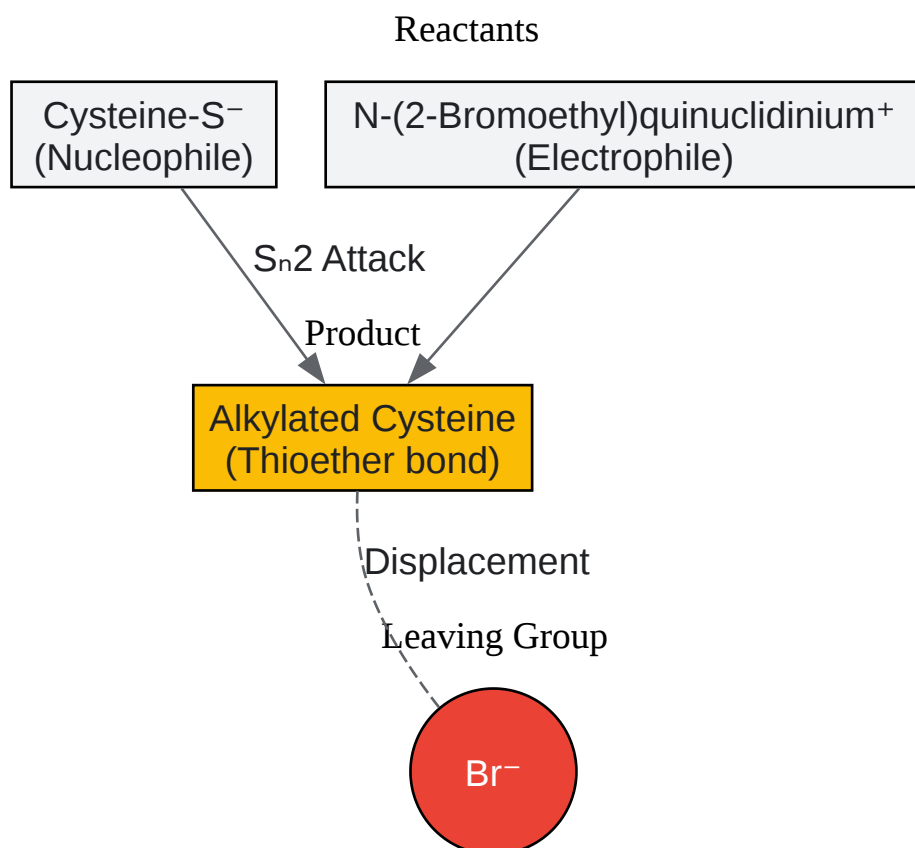 Reactants
Cysteine-S⁻
(Nucleophile)
N-(2-Bromoethyl)quinuclidinium⁺
(Electrophile)
Sₙ2 Attack
Product
Alkylated Cysteine
(Thioether bond)
Displacement
Leaving Group
Br⁻